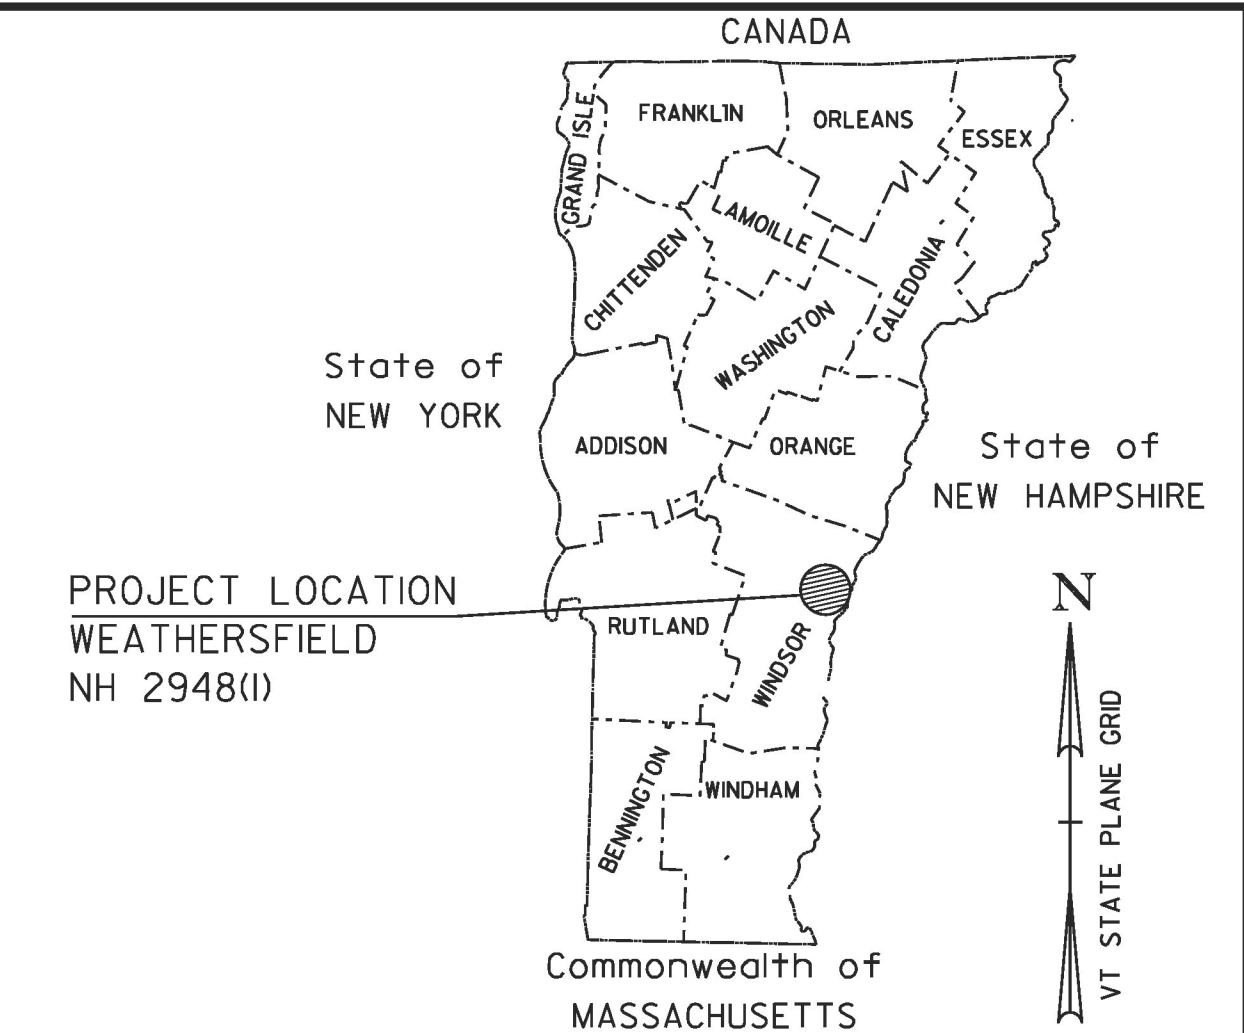 CANADA
GRAND ISLE
FRANKLIN
ORLEANS
ESSEX
LAMOILLE
CHITTENDEN
CALEDONIA
WASHINGTON
State of
NEW YORK
ADDISON
ORANGE
State of
NEW HAMPSHIRE
PROJECT LOCATION
WEATHERSFIELD
NH 2948(1)
RUTLAND
WINDSOR
N
VT STATE PLANE GRID
BENNINGTON
WINDHAM
Commonwealth of
MASSACHUSETTS